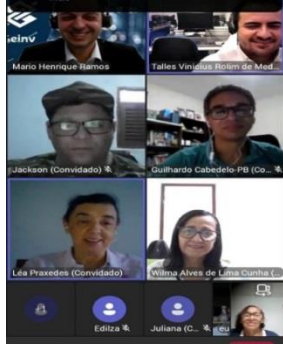 Seinv
Mario Henrique Ramos
Talles Vinicius Rolim de Med...
Jackson (Convidado)
Guilhardo Cabedelo-PB (Co...
Léa Praxedes (Convidado)
Wilma Alves de Lima Cunha (...
Edilza
Juliana (C...
eu